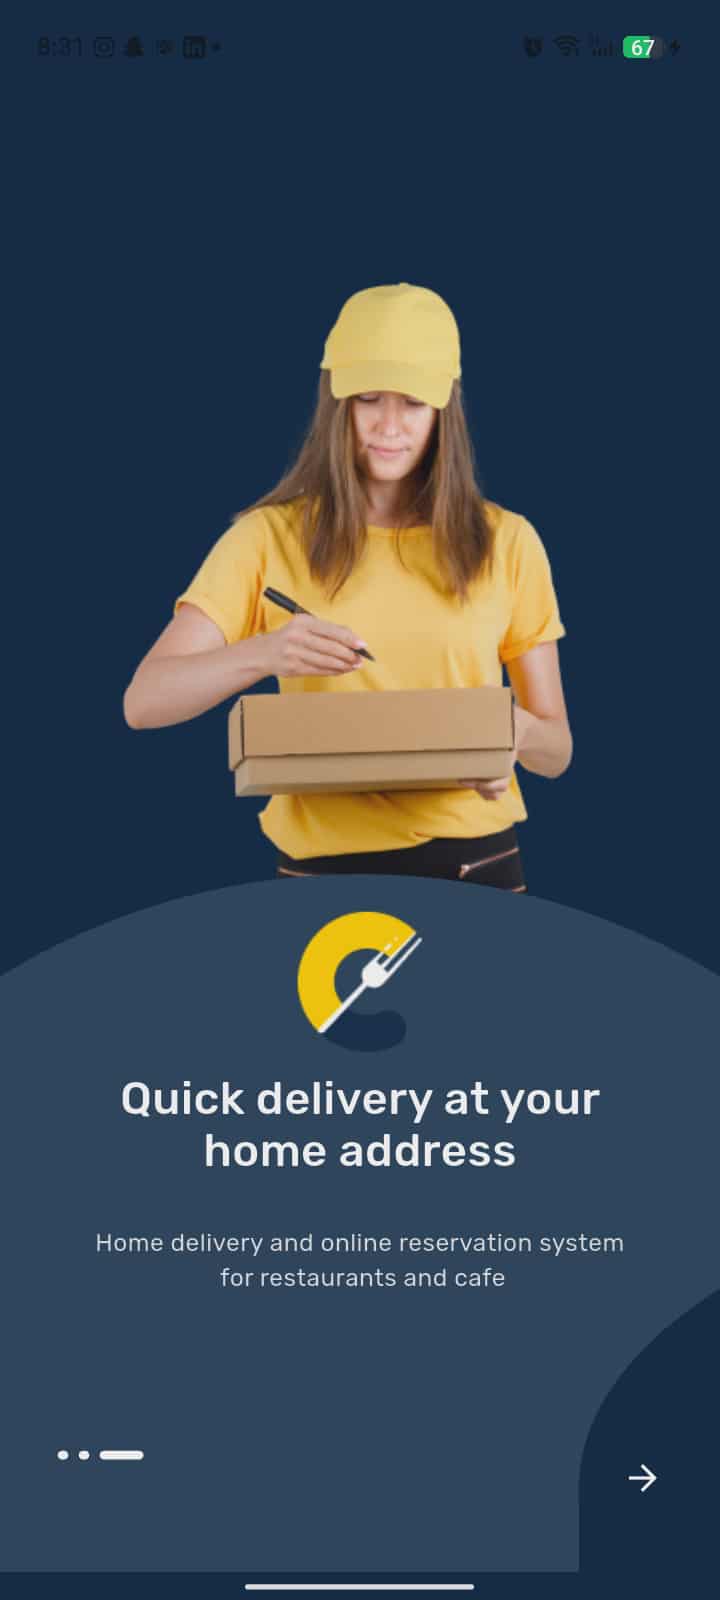 8:31
67
Quick delivery at your
home address
Home delivery and online reservation system
for restaurants and cafe